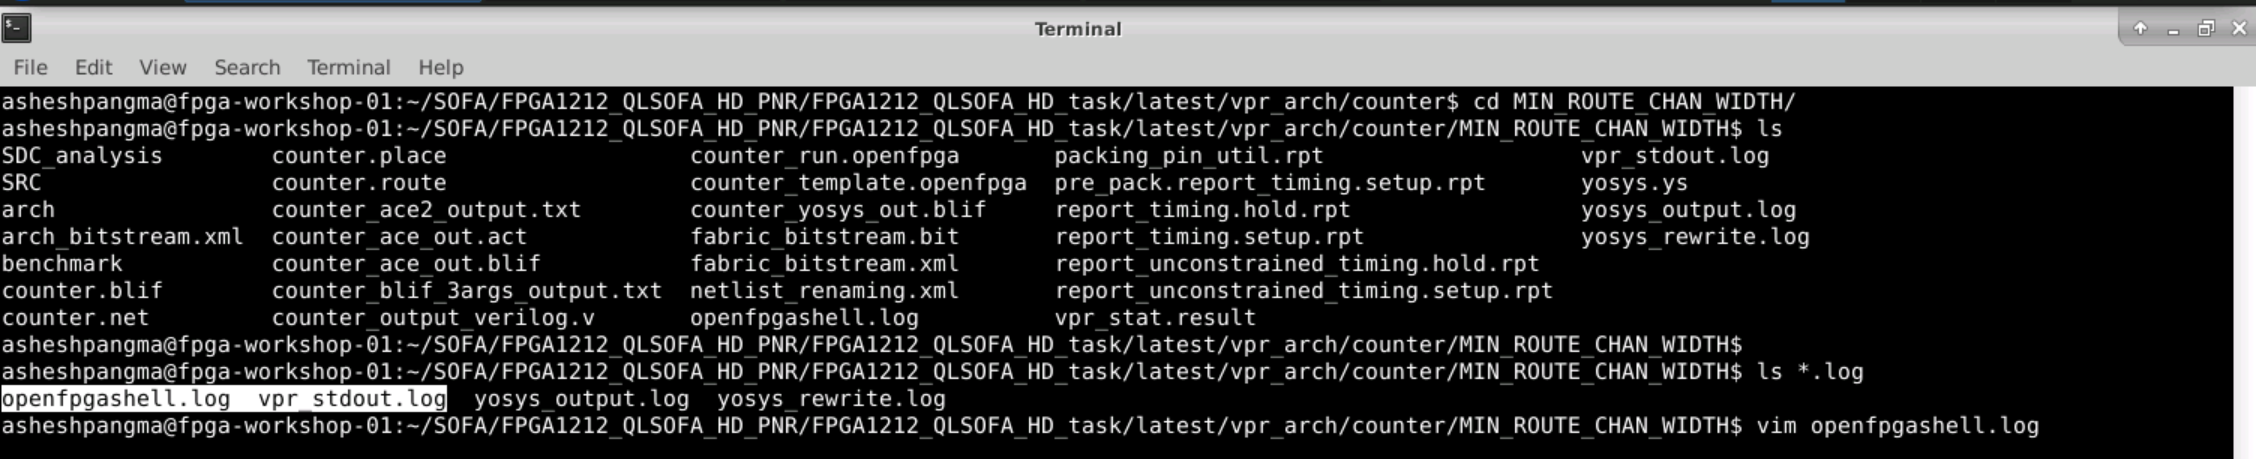 Terminal
File Edit View Search Terminal Help
asheshpangma@fpga-workshop-01:~/SOFA/FPGA1212_QLSOFA_HD_PNR/FPGA1212_QLSOFA_HD_task/latest/vpr_arch/counter$ cd MIN_ROUTE_CHAN_WIDTH/
asheshpangma@fpga-workshop-01:~/SOFA/FPGA1212_QLSOFA_HD_PNR/FPGA1212_QLSOFA_HD_task/latest/vpr_arch/counter/MIN_ROUTE_CHAN_WIDTH$ ls
SDC_analysis counter.place counter_run.openfpga packing_pin_util.rpt vpr_stdout.log
SRC counter.route counter_template.openfpga pre_pack.report_timing.setup.rpt yosys.ys
arch counter_ace2_output.txt counter_yosys_out.blif report_timing.hold.rpt yosys_output.log
arch_bitstream.xml counter_ace_out.act fabric_bitstream.bit report_timing.setup.rpt yosys_rewrite.log
benchmark counter_ace_out.blif fabric_bitstream.xml report_unconstrained_timing.hold.rpt
counter.blif counter_blif_3args_output.txt netlist_renaming.xml report_unconstrained_timing.setup.rpt
counter.net counter_output_verilog.v openfpgashell.log vpr_stat.result
asheshpangma@fpga-workshop-01:~/SOFA/FPGA1212_QLSOFA_HD_PNR/FPGA1212_QLSOFA_HD_task/latest/vpr_arch/counter/MIN_ROUTE_CHAN_WIDTH$
asheshpangma@fpga-workshop-01:~/SOFA/FPGA1212_QLSOFA_HD_PNR/FPGA1212_QLSOFA_HD_task/latest/vpr_arch/counter/MIN_ROUTE_CHAN_WIDTH$ ls *.log
openfpgashell.log vpr_stdout.log yosys_output.log yosys_rewrite.log
asheshpangma@fpga-workshop-01:~/SOFA/FPGA1212_QLSOFA_HD_PNR/FPGA1212_QLSOFA_HD_task/latest/vpr_arch/counter/MIN_ROUTE_CHAN_WIDTH$ vim openfpgashell.log